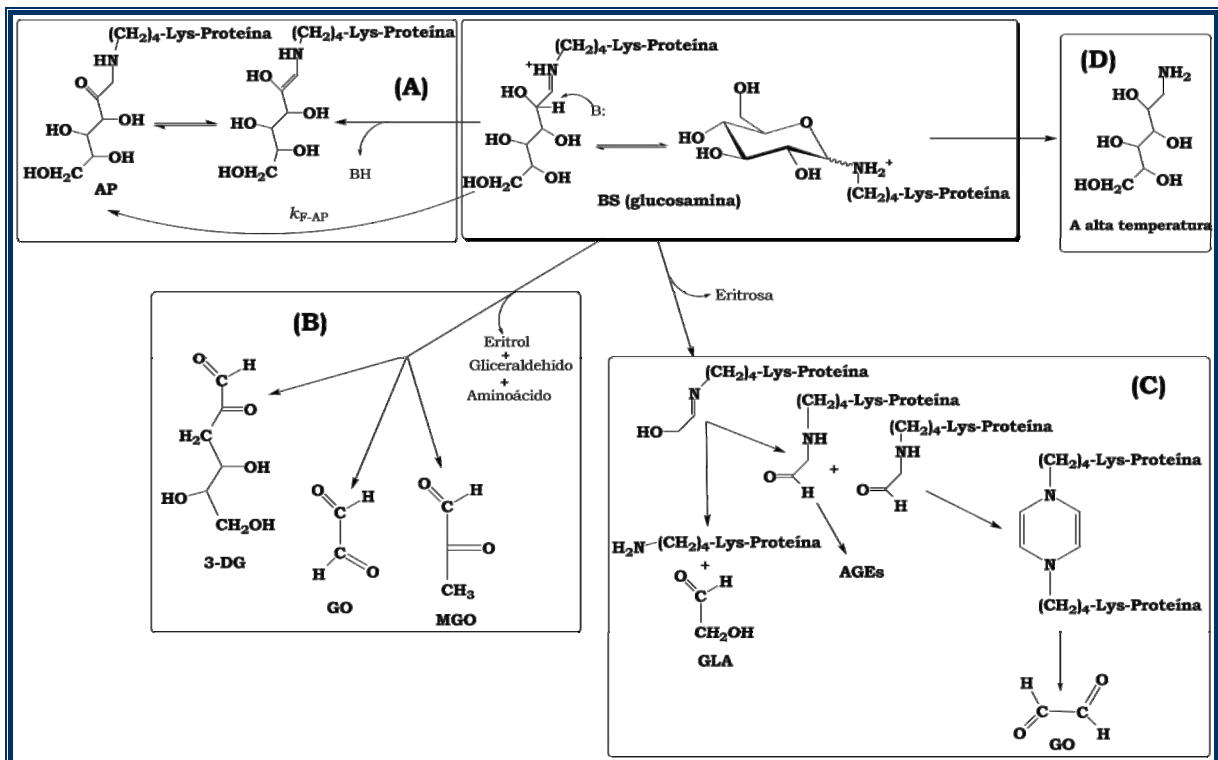 (CH₂)₄-Lys-Proteína
HN
O
OH
HO
OH
HOH₂C
AP
(CH₂)₄-Lys-Proteína
HN
HO
OH
HO
OH
HOH₂C
(A)
BH
kF-AP
(CH₂)₄-Lys-Proteína
⁺HN
HO
H
B:
HO
OH
HOH₂C
OH
OH
HO
HO
O
OH
NH₂⁺
(CH₂)₄-Lys-Proteína
BS (glucosamina)
(D)
NH₂
HO
HO
OH
HOH₂C
OH
A alta temperatura
(B)
Eritrol
+
Gliceraldehído
+
Aminoácido
O
H
C
O
H₂C
OH
HO
CH₂OH
3-DG
O
H
C
C
H
O
GO
O
H
C
O
CH₃
MGO
Eritrosa
(C)
(CH₂)₄-Lys-Proteína
N
HO
(CH₂)₄-Lys-Proteína
NH
O
H
+
(CH₂)₄-Lys-Proteína
NH
O
H
H₂N
(CH₂)₄-Lys-Proteína
+
O
H
C
CH₂OH
GLA
AGEs
(CH₂)₄-Lys-Proteína
N
N
(CH₂)₄-Lys-Proteína
H
O
C
C
O
H
GO